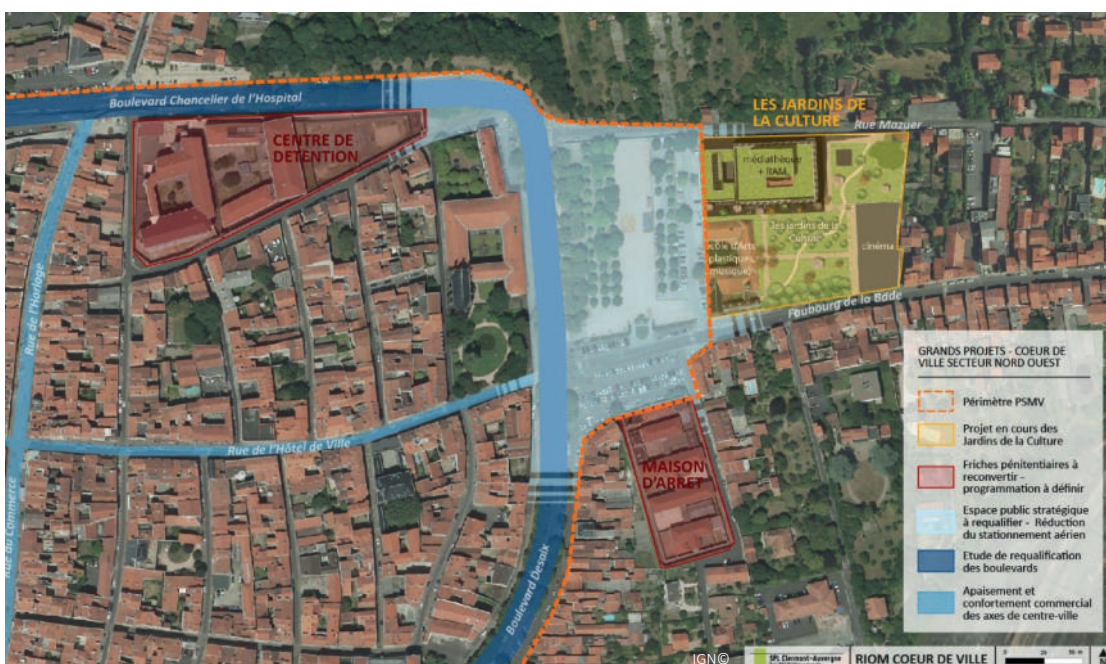 Boulevard Chancelier de l'Hospital
CENTRE DE
DETENTION
LES JARDINS DE
LA CULTURE
Rue Mazuer
médiathèque
+ RAM
Les jardins de la
Culture
pôle d'Arts
plastiques,
musique,
cinéma
Faubourg de la Bade
Rue de l'Horloge
Rue de l'Hôtel de Ville
Rue du Commerce
MAISON
D'ARRET
Boulevard Desaix
GRANDS PROJETS - COEUR DE
VILLE SECTEUR NORD OUEST
Périmètre PSMV
Projet en cours des
Jardins de la Culture
Friches pénitentiaires à
reconvertir -
programmation à définir
Espace public stratégique
à requalifier - Réduction
du stationnement aérien
Etude de requalification
des boulevards
Apaisement et
confortement commercial
des axes de centre-ville
IGN©
SPL Clermont-Auvergne
RIOM COEUR DE VILLE
0 25 50 m